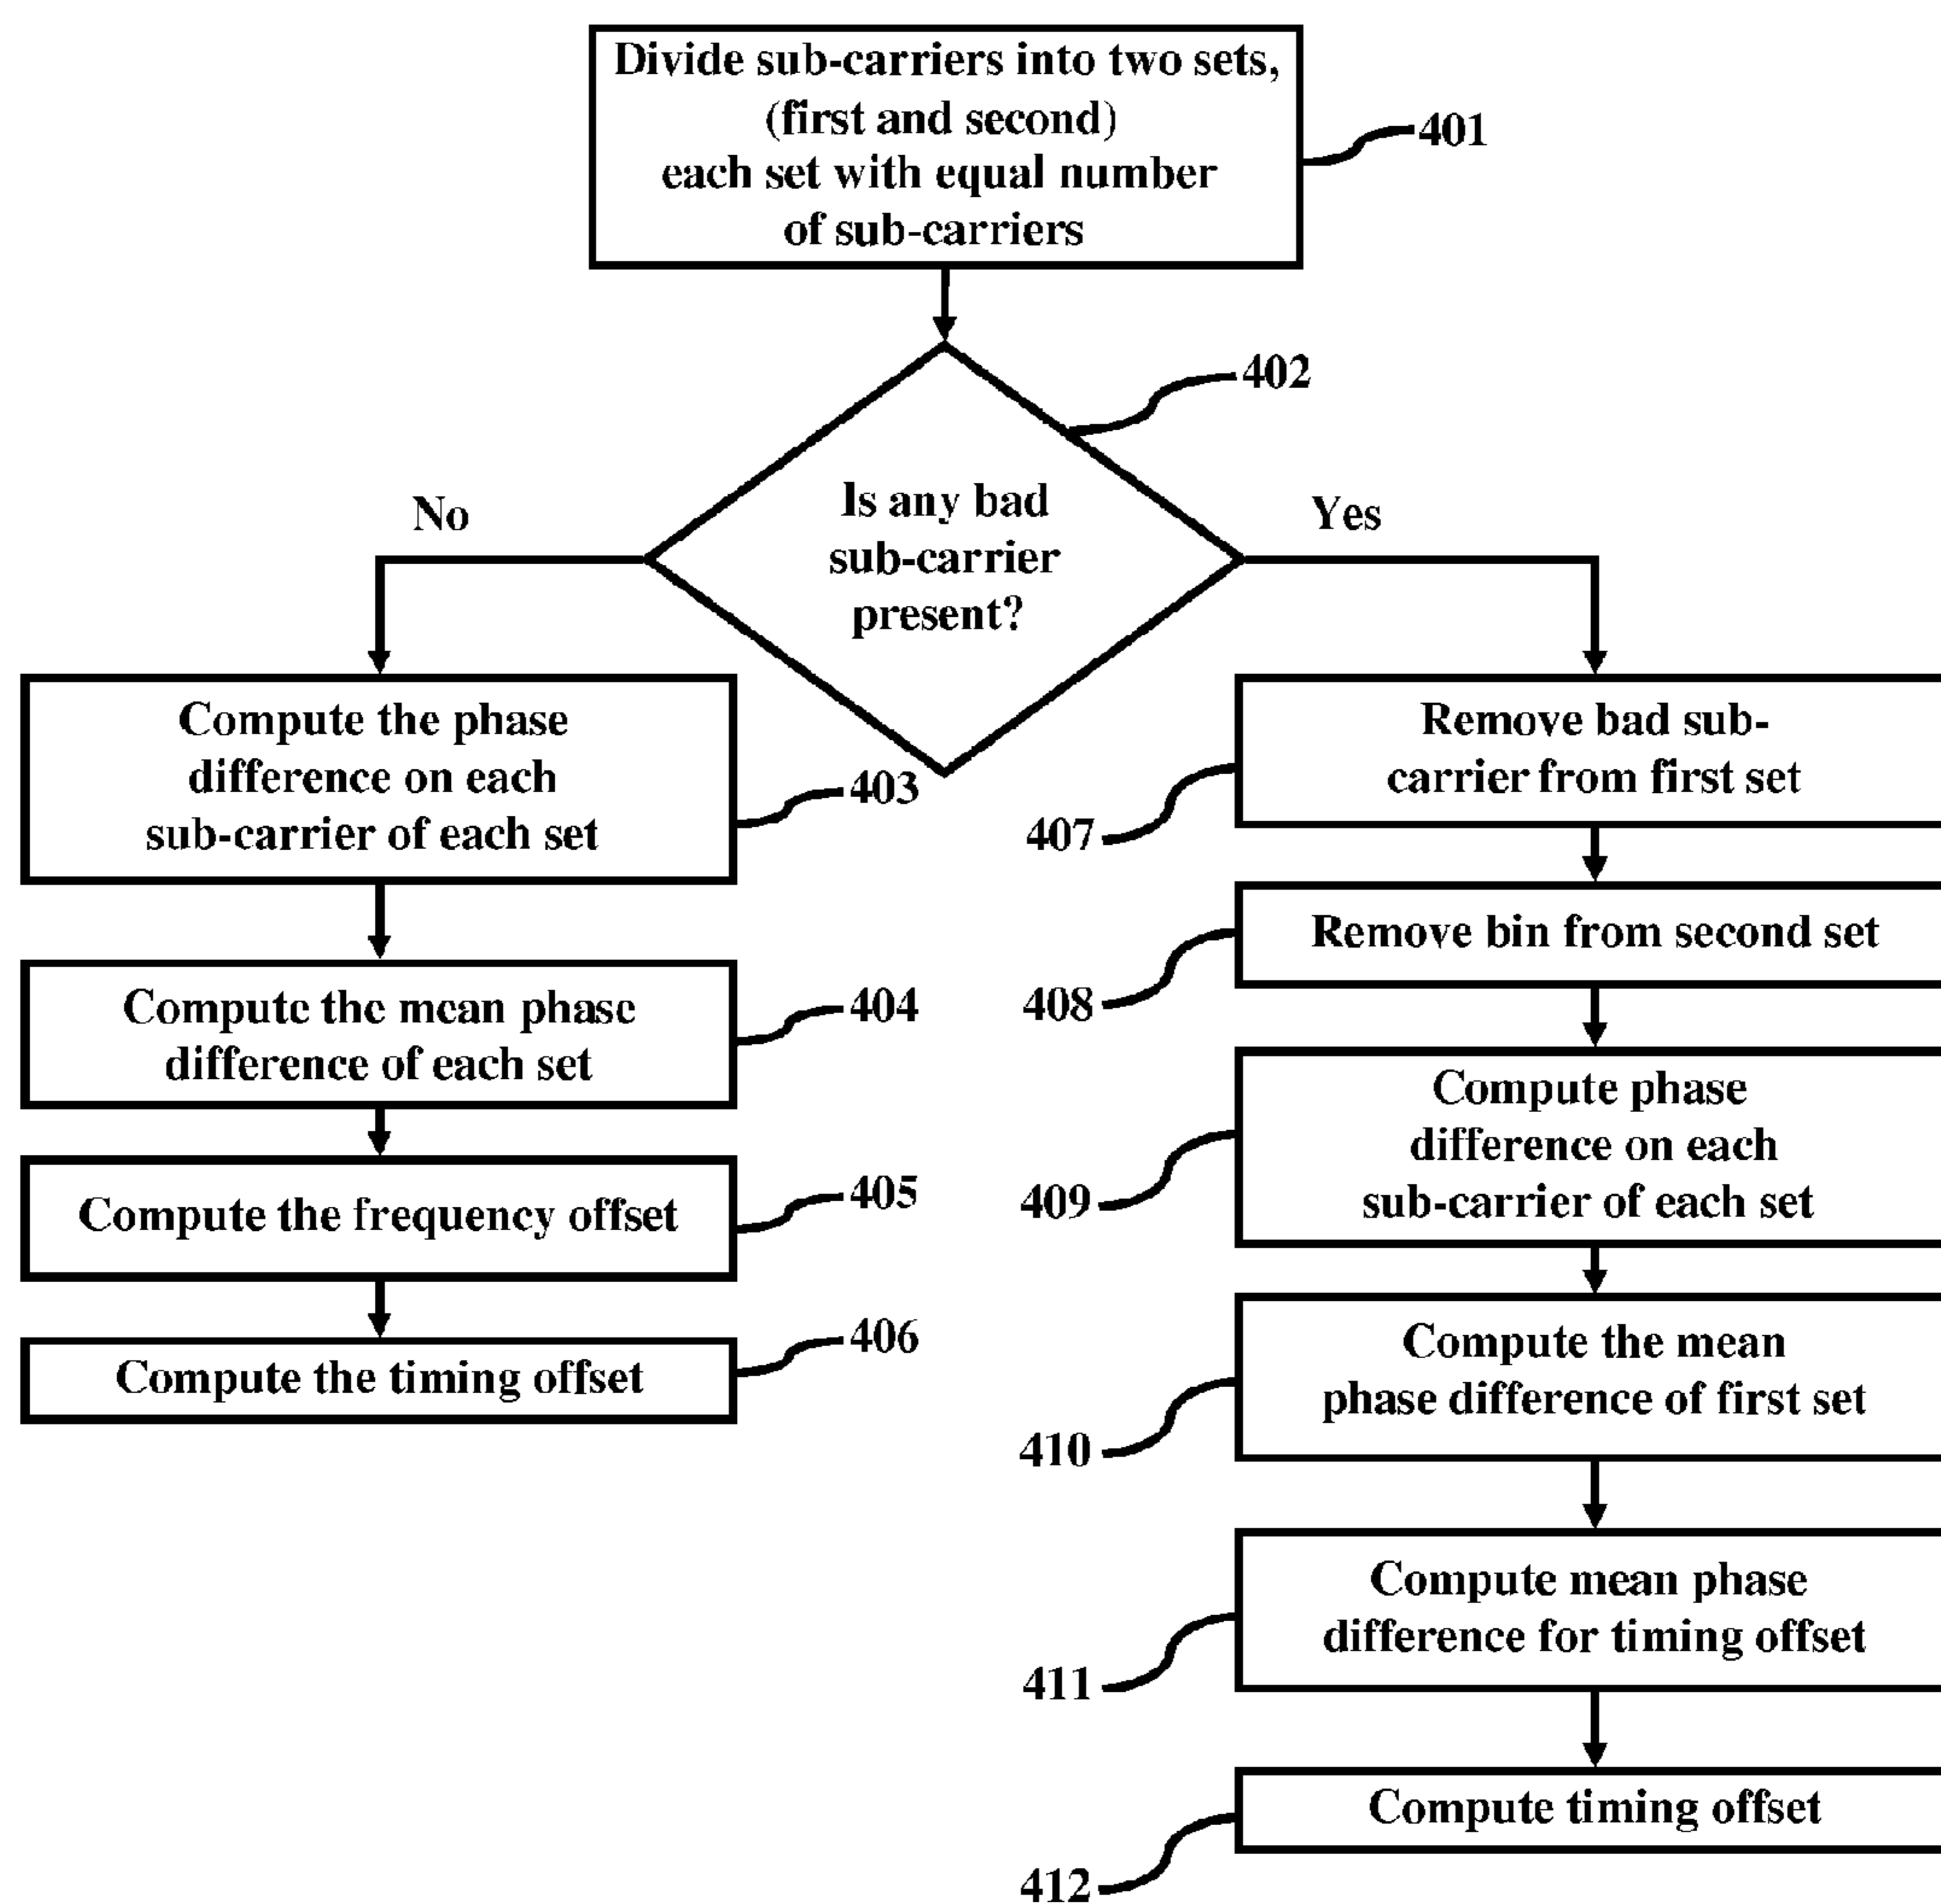 Divide sub-carriers into two sets,
(first and second)
each set with equal number
of sub-carriers
401
402
Is any bad
sub-carrier
present?
No
Yes
Compute the phase
difference on each
sub-carrier of each set
403
Compute the mean phase
difference of each set
404
Compute the frequency offset
405
Compute the timing offset
406
Remove bad sub-
carrier from first set
407
Remove bin from second set
408
Compute phase
difference on each
sub-carrier of each set
409
Compute the mean
phase difference of first set
410
Compute mean phase
difference for timing offset
411
Compute timing offset
412